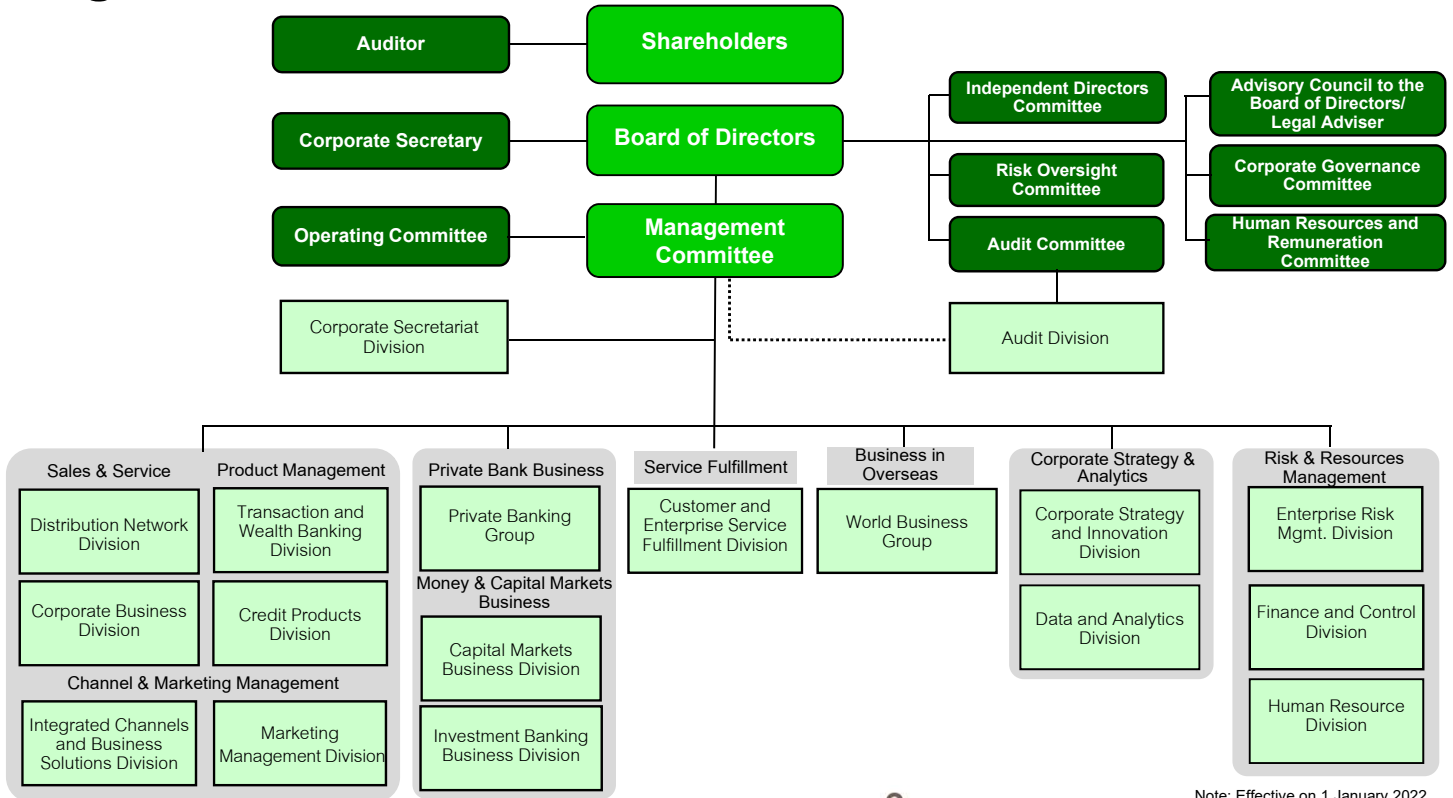 Auditor
Shareholders
Independent Directors
Committee
Advisory Council to the
Board of Directors/
Legal Adviser
Corporate Secretary
Board of Directors
Risk Oversight
Committee
Corporate Governance
Committee
Operating Committee
Management
Committee
Audit Committee
Human Resources and
Remuneration
Committee
Corporate Secretariat
Division
Audit Division
Sales & Service
Product Management
Distribution Network
Division
Transaction and
Wealth Banking
Division
Corporate Business
Division
Credit Products
Division
Channel & Marketing Management
Integrated Channels
and Business
Solutions Division
Marketing
Management Division
Private Bank Business
Private Banking
Group
Money & Capital Markets
Business
Capital Markets
Business Division
Investment Banking
Business Division
Service Fulfillment
Customer and
Enterprise Service
Fulfillment Division
Business in
Overseas
World Business
Group
Corporate Strategy &
Analytics
Corporate Strategy
and Innovation
Division
Data and Analytics
Division
Risk & Resources
Management
Enterprise Risk
Mgmt. Division
Finance and Control
Division
Human Resource
Division
Note: Effective on 1 January 2022